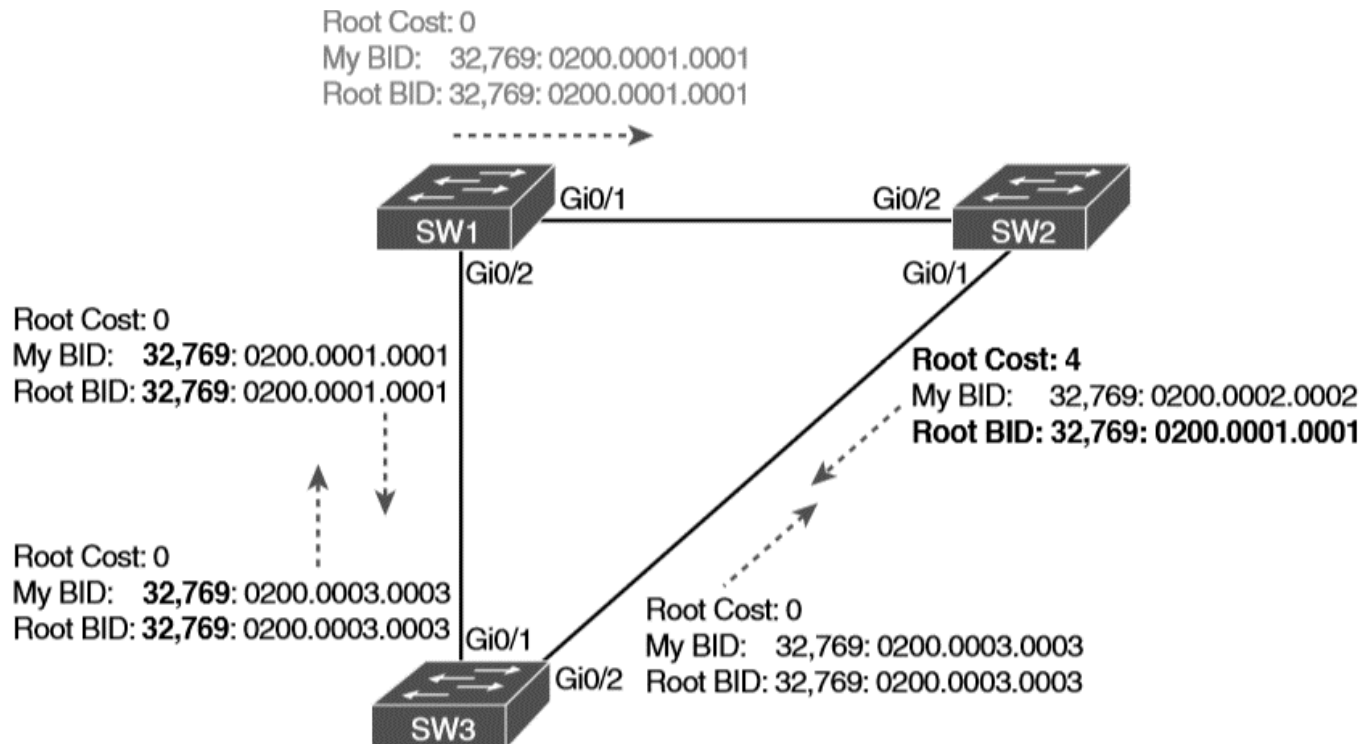 Root Cost: 0
My BID: 32,769: 0200.0001.0001
Root BID: 32,769: 0200.0001.0001
Gi0/1
Gi0/2
SW1
SW2
Gi0/2
Gi0/1
Root Cost: 0
My BID: 32,769: 0200.0001.0001
Root BID: 32,769: 0200.0001.0001
Root Cost: 4
My BID: 32,769: 0200.0002.0002
Root BID: 32,769: 0200.0001.0001
Root Cost: 0
My BID: 32,769: 0200.0003.0003
Root BID: 32,769: 0200.0003.0003
Root Cost: 0
My BID: 32,769: 0200.0003.0003
Root BID: 32,769: 0200.0003.0003
Gi0/1
Gi0/2
SW3